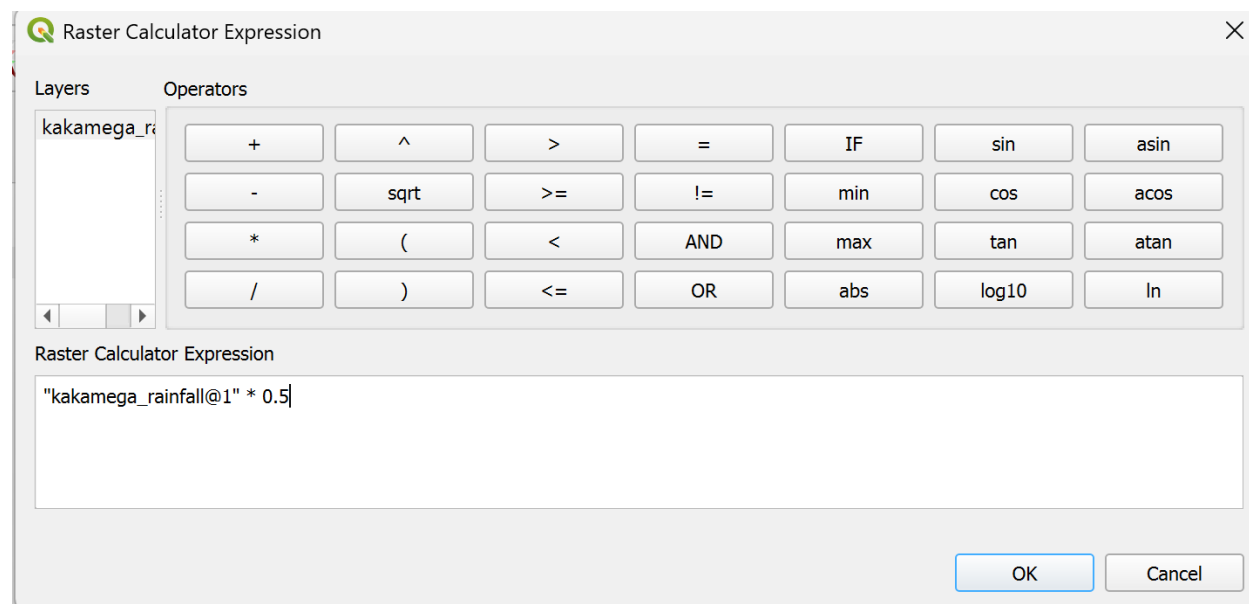 Raster Calculator Expression
Layers Operators
kakamega_ra
+ ^ > = IF sin asin
- sqrt >= != min cos acos
* ( < AND max tan atan
/ ) <= OR abs log10 ln
Raster Calculator Expression
"kakamega_rainfall@1" * 0.5
OK Cancel